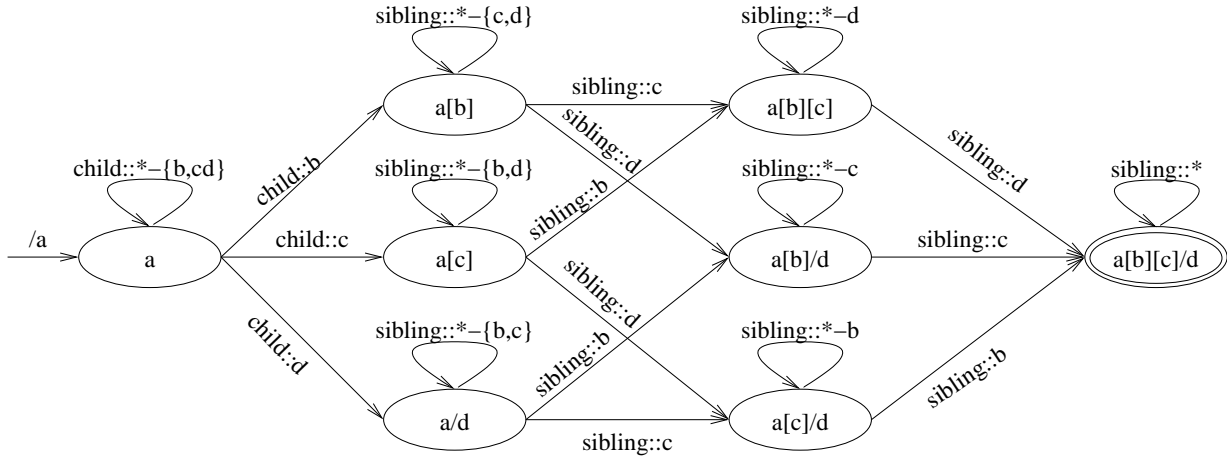 sibling::*−{c,d}
sibling::*−d
a[b]
sibling::c
a[b][c]
child::b
sibling::d
sibling::d
child::*−{b,cd}
sibling::*−{b,d}
sibling::b
sibling::*−c
sibling::*
/a
a
child::c
a[c]
a[b]/d
sibling::c
a[b][c]/d
child::d
sibling::*−{b,c}
sibling::d
sibling::b
sibling::*−b
sibling::b
a/d
sibling::c
a[c]/d